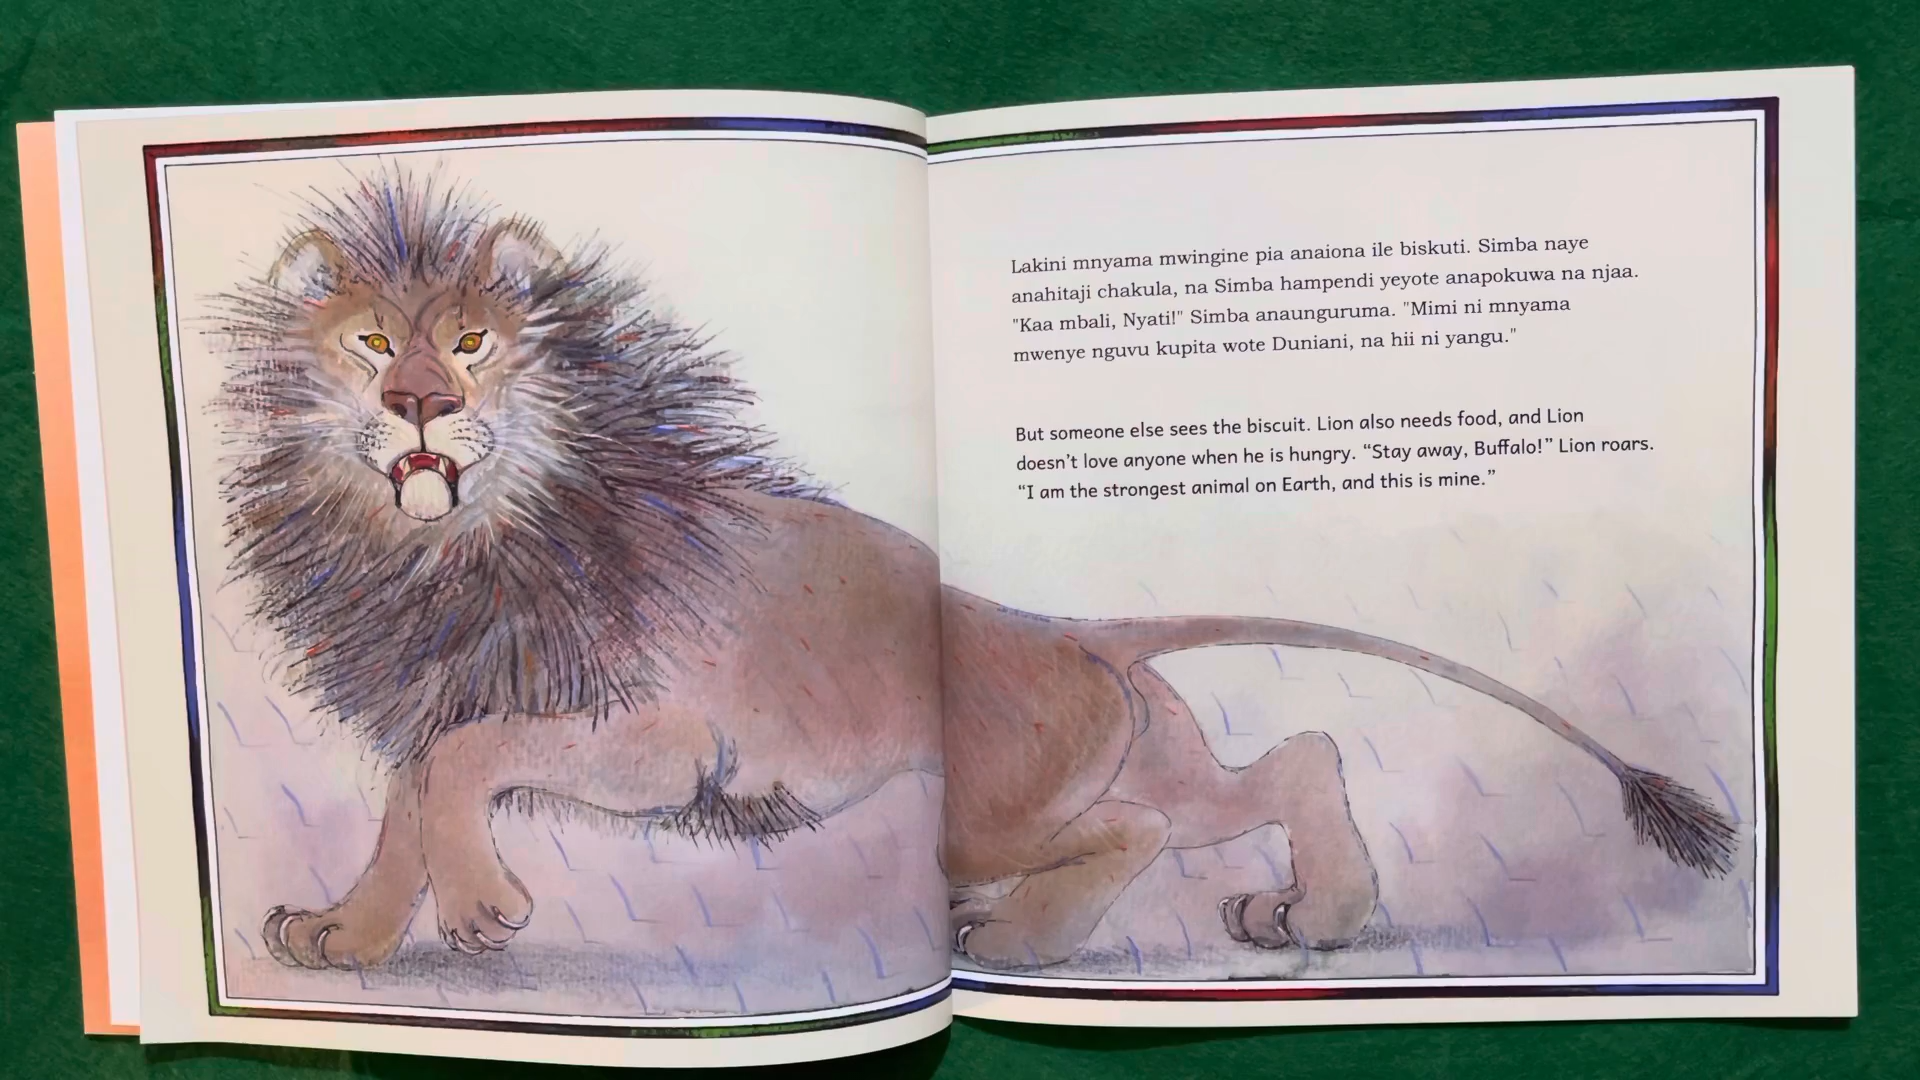 Lakini mnyama mwingine pia anaiona ile biskuti. Simba naye
anahitaji chakula, na Simba hampendi yeyote anapokuwa na njaa.
"Kaa mbali, Nyati!" Simba anaunguruma. "Mimi ni mnyama
mwenye nguvu kupita wote Duniani, na hii ni yangu."
But someone else sees the biscuit. Lion also needs food, and Lion
doesn’t love anyone when he is hungry. “Stay away, Buffalo!” Lion roars.
“I am the strongest animal on Earth, and this is mine.”